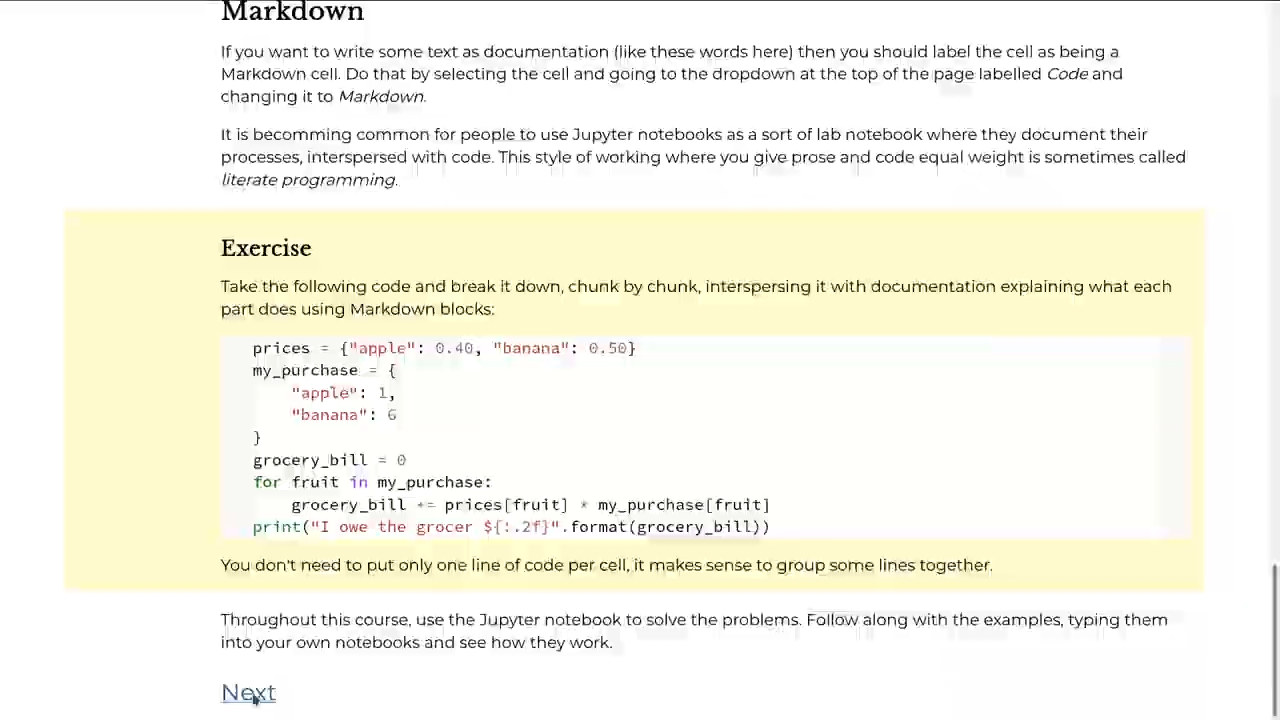 Markdown
If you want to write some text as documentation (like these words here) then you should label the cell as being a
Markdown cell. Do that by selecting the cell and going to the dropdown at the top of the page labelled Code and
changing it to Markdown.
It is becomming common for people to use Jupyter notebooks as a sort of lab notebook where they document their
processes, interspersed with code. This style of working where you give prose and code equal weight is sometimes called
literate programming.
Exercise
Take the following code and break it down, chunk by chunk, interspersing it with documentation explaining what each
part does using Markdown blocks:
prices = {"apple": 0.40, "banana": 0.50}
my_purchase = {
    "apple": 1,
    "banana": 6
}
grocery_bill = 0
for fruit in my_purchase:
    grocery_bill += prices[fruit] * my_purchase[fruit]
print("I owe the grocer ${:.2f}".format(grocery_bill))
You don't need to put only one line of code per cell, it makes sense to group some lines together.
Throughout this course, use the Jupyter notebook to solve the problems. Follow along with the examples, typing them
into your own notebooks and see how they work.
Next